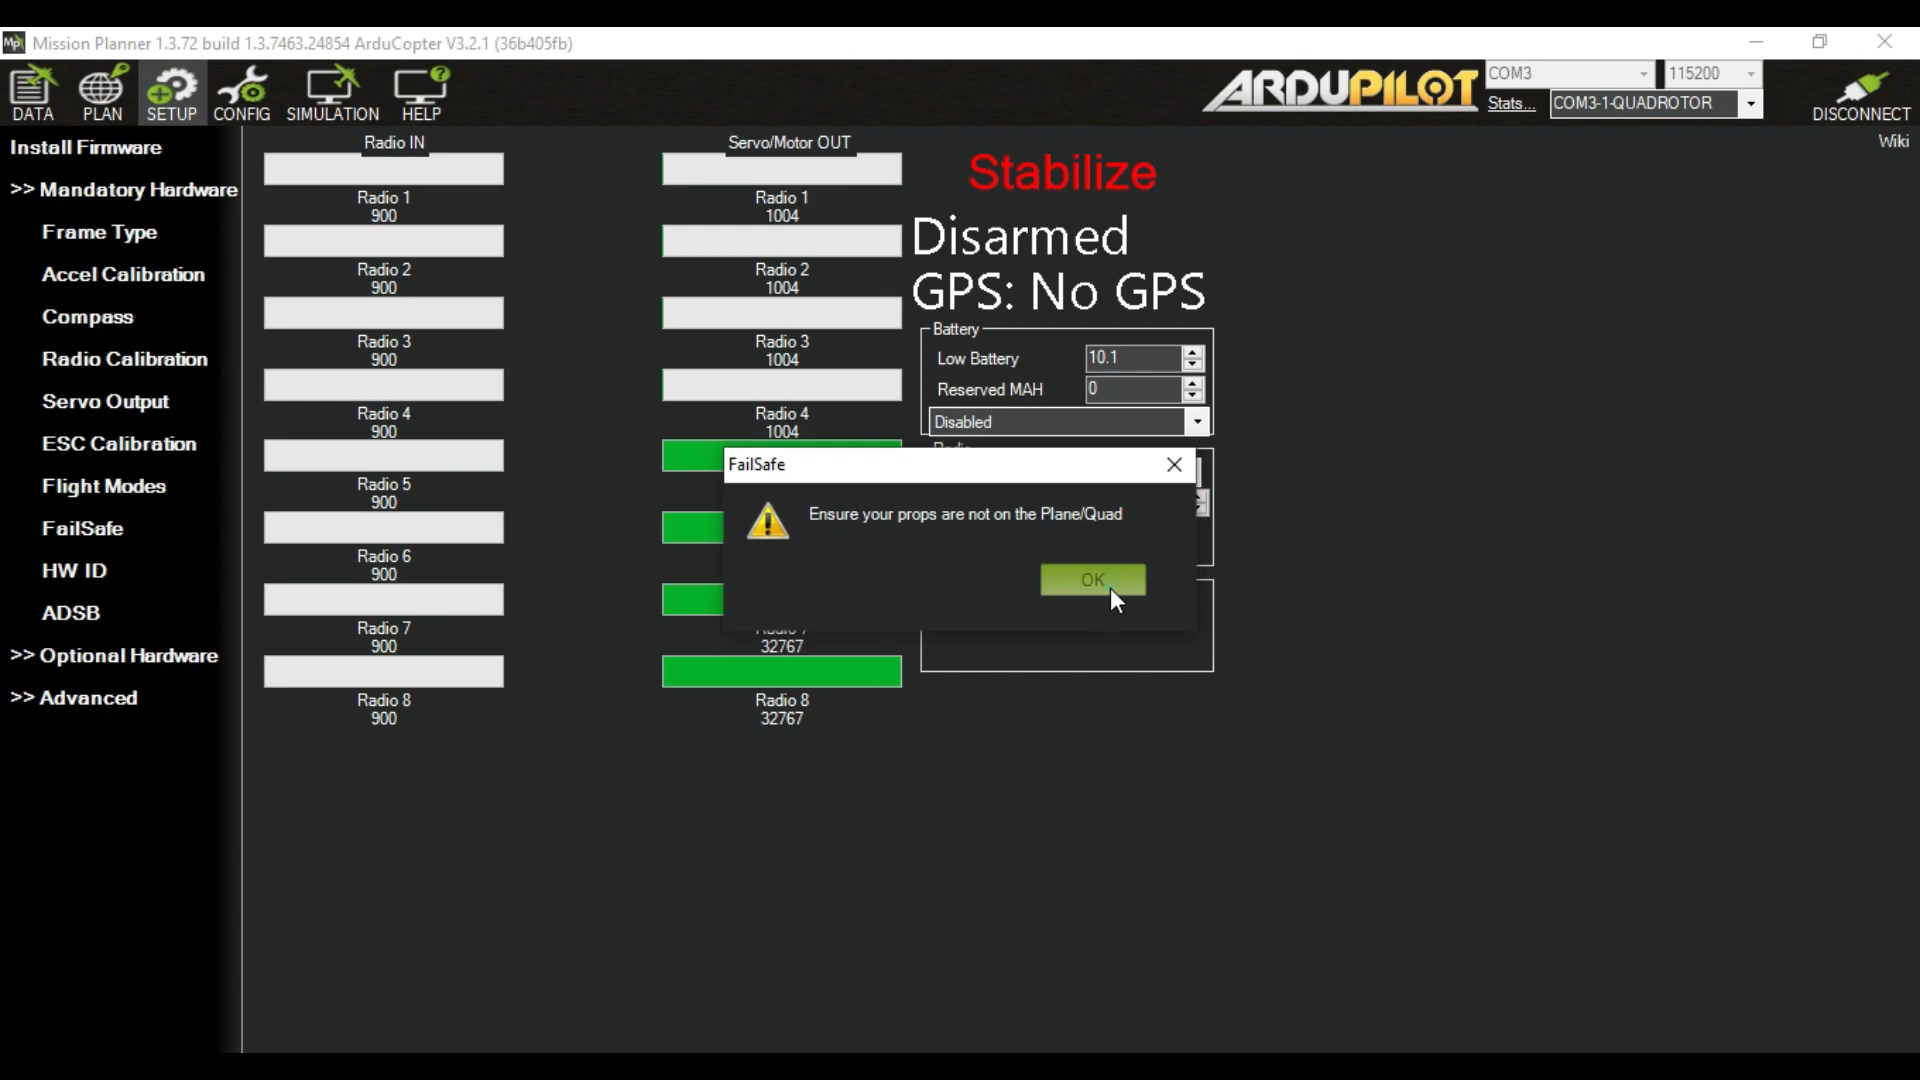 Mission Planner 1.3.72 build 1.3.7463.24854 ArduCopter V3.2.1 (36b405fb)
DATA
PLAN
SETUP
CONFIG
SIMULATION
HELP
ARDUPILOT
COM3
115200
Stats...
COM3-1-QUADROTOR
DISCONNECT
Wiki
Install Firmware
>> Mandatory Hardware
Frame Type
Accel Calibration
Compass
Radio Calibration
Servo Output
ESC Calibration
Flight Modes
FailSafe
HW ID
ADSB
>> Optional Hardware
>> Advanced
Radio IN
Radio 1
900
Radio 2
900
Radio 3
900
Radio 4
900
Radio 5
900
Radio 6
900
Radio 7
900
Radio 8
900
Servo/Motor OUT
Radio 1
1004
Radio 2
1004
Radio 3
1004
Radio 4
1004
32767
Radio 8
32767
Stabilize
Disarmed
GPS: No GPS
Battery
Low Battery
10.1
Reserved MAH
0
Disabled
FailSafe
Ensure your props are not on the Plane/Quad
OK